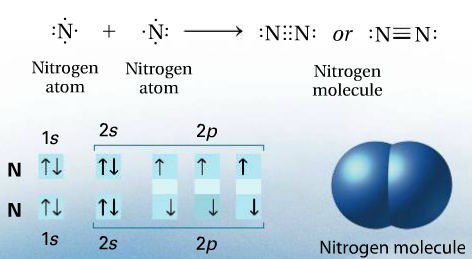 :Ṇ̇· + ·Ṇ̇: ⟶ :N⋮⋮N: or :N≡N:
Nitrogen atom Nitrogen atom Nitrogen molecule
1s 2s 2p
N ↑↓ ↑↓ ↑ ↑ ↑
N ↑↓ ↑↓ ↓ ↓ ↓
1s 2s 2p
Nitrogen molecule